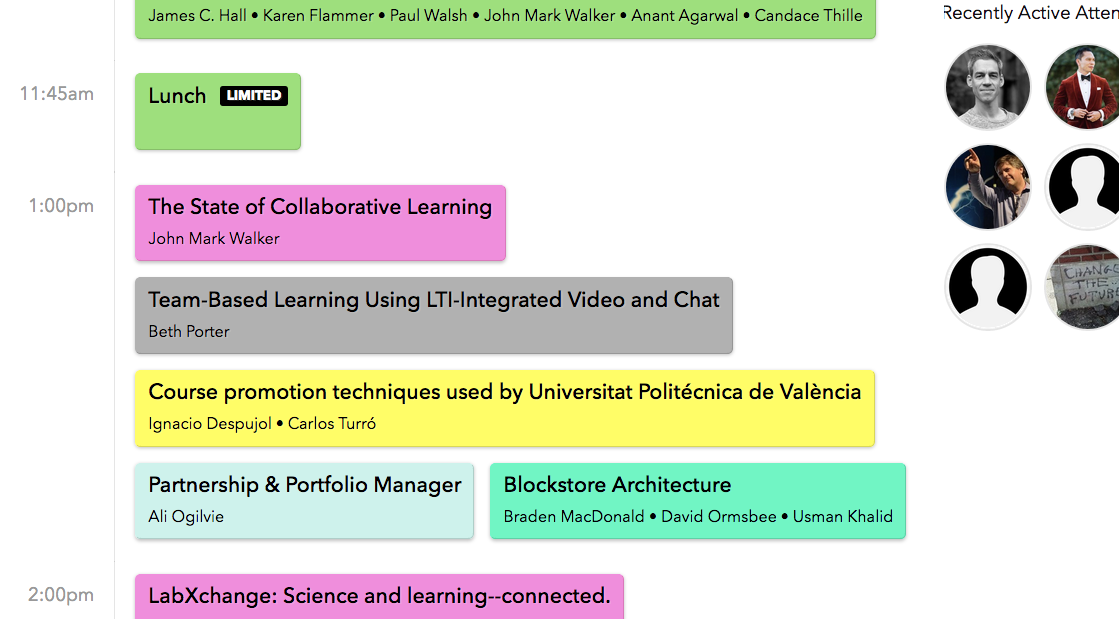 James C. Hall • Karen Flammer • Paul Walsh • John Mark Walker • Anant Agarwal • Candace Thille
Recently Active Atten
11:45am
Lunch LIMITED
1:00pm
The State of Collaborative Learning
John Mark Walker
Team-Based Learning Using LTI-Integrated Video and Chat
Beth Porter
Course promotion techniques used by Universitat Politécnica de València
Ignacio Despujol • Carlos Turró
Partnership & Portfolio Manager
Ali Ogilvie
Blockstore Architecture
Braden MacDonald • David Ormsbee • Usman Khalid
2:00pm
LabXchange: Science and learning--connected.
CHANGE
THE
FUTURE